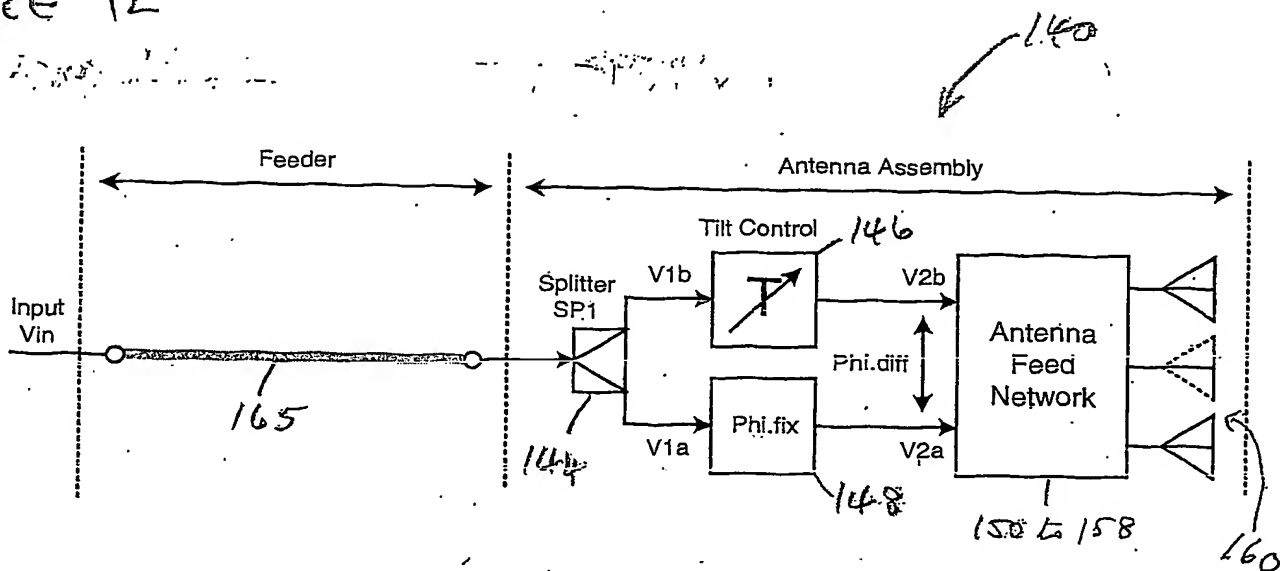 140
Feeder
Antenna Assembly
Tilt Control
146
Input
Vin
Splitter
SP1
V1b
T
V2b
Phi.diff
Antenna
Feed
Network
165
144
V1a
Phi.fix
V2a
148
150 to 158
160